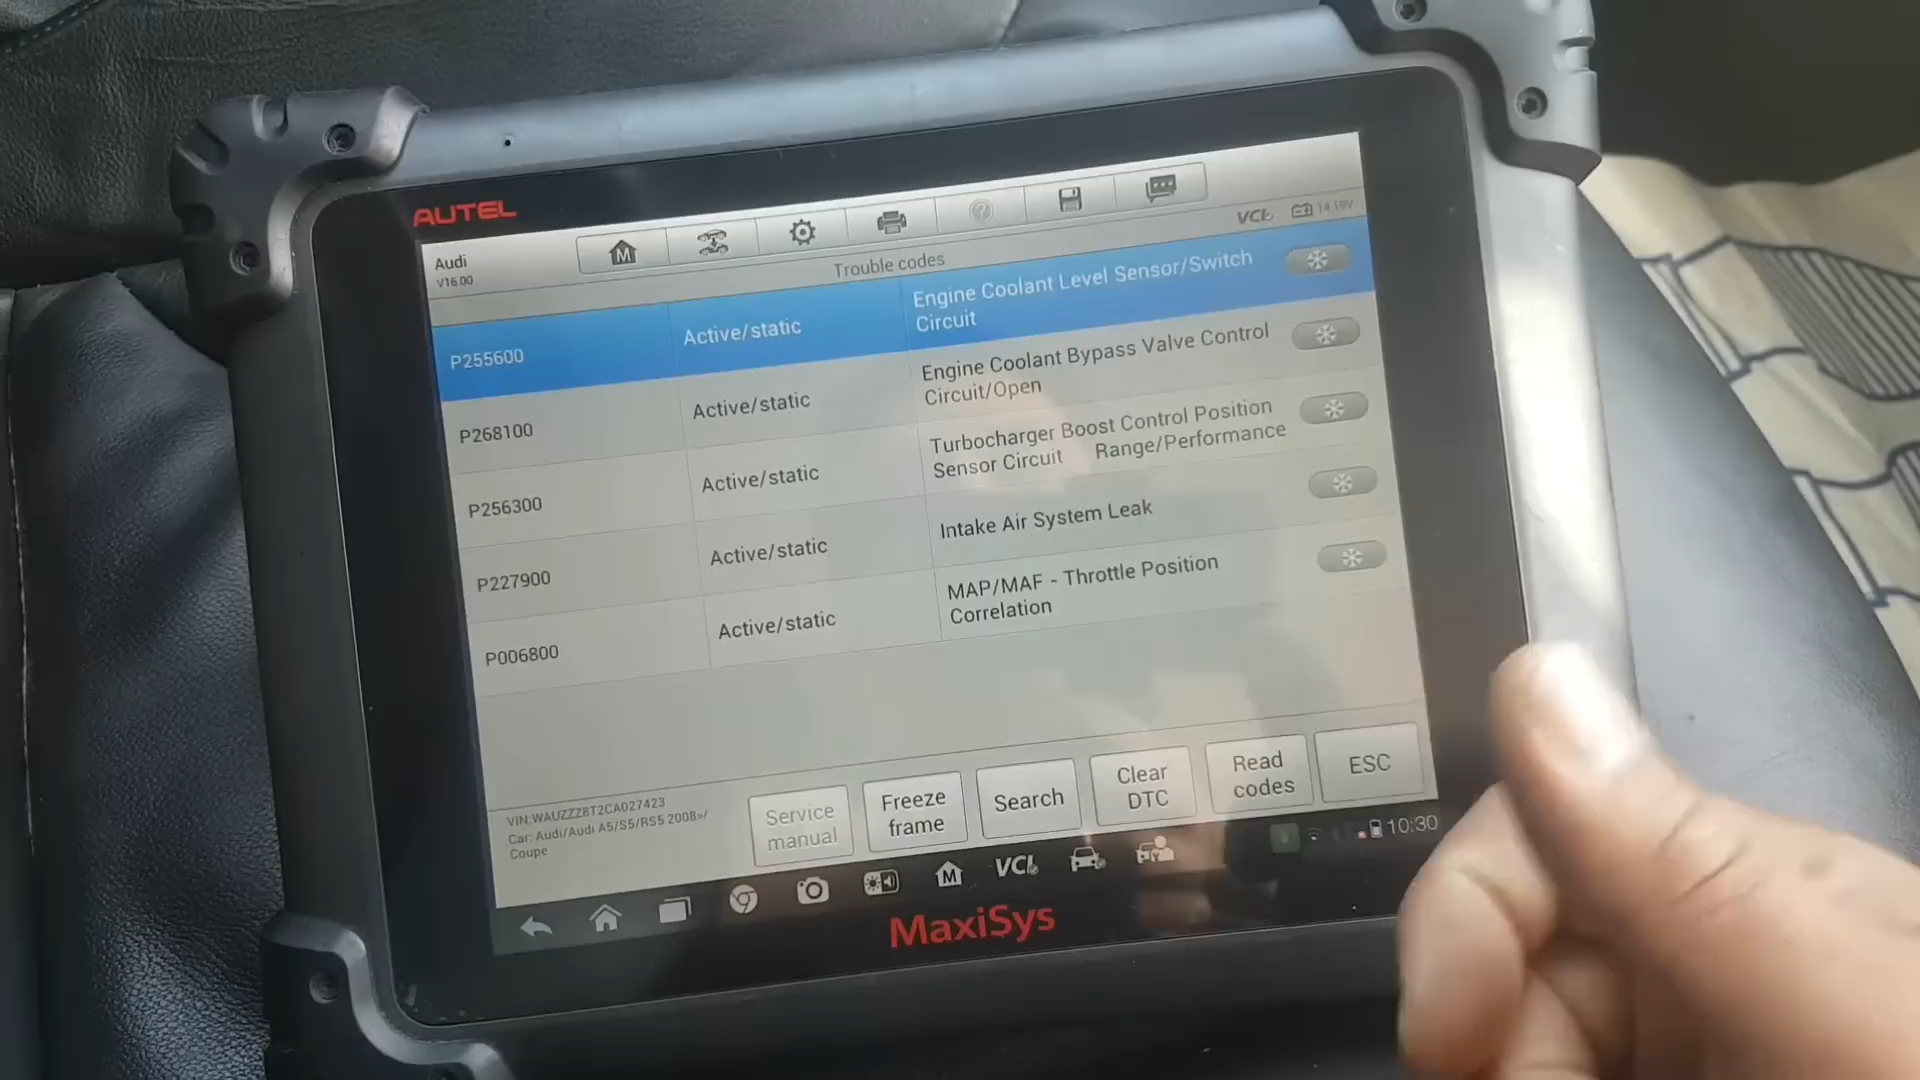 AUTEL
Audi
V16.00
M
VCI
14.18V
Trouble codes
P255600 Active/static Engine Coolant Level Sensor/Switch
Circuit
P268100 Active/static Engine Coolant Bypass Valve Control
Circuit/Open
P256300 Active/static Turbocharger Boost Control Position
Sensor Circuit Range/Performance
P227900 Active/static Intake Air System Leak
P006800 Active/static MAP/MAF - Throttle Position
Correlation
VIN:WAUZZZ8T2CA027423
Car: Audi/Audi A5/S5/RS5 2008>/
Coupe
Service
manual
Freeze
frame
Search
Clear
DTC
Read
codes
ESC
M
VCI
10:30
MaxiSys